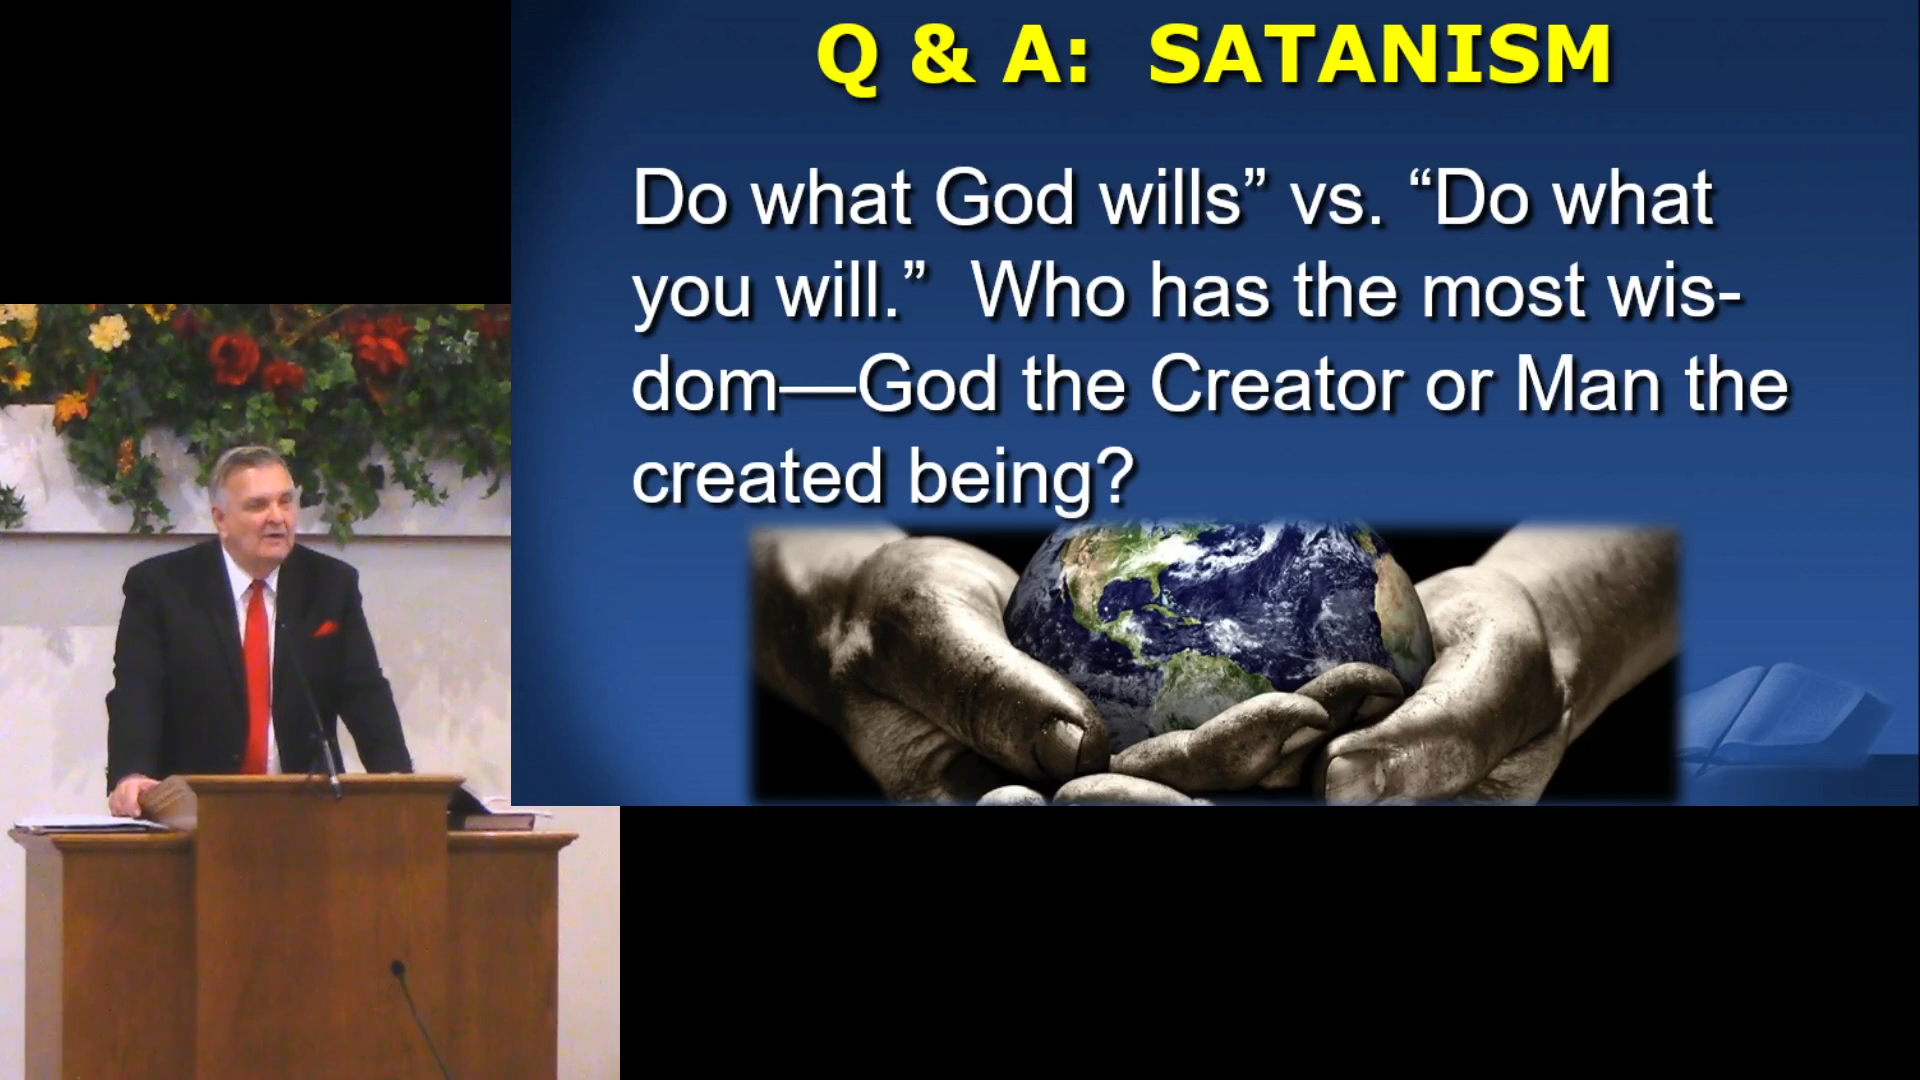 Q & A: SATANISM
Do what God wills” vs. “Do what
you will.” Who has the most wis-
dom—God the Creator or Man the
created being?